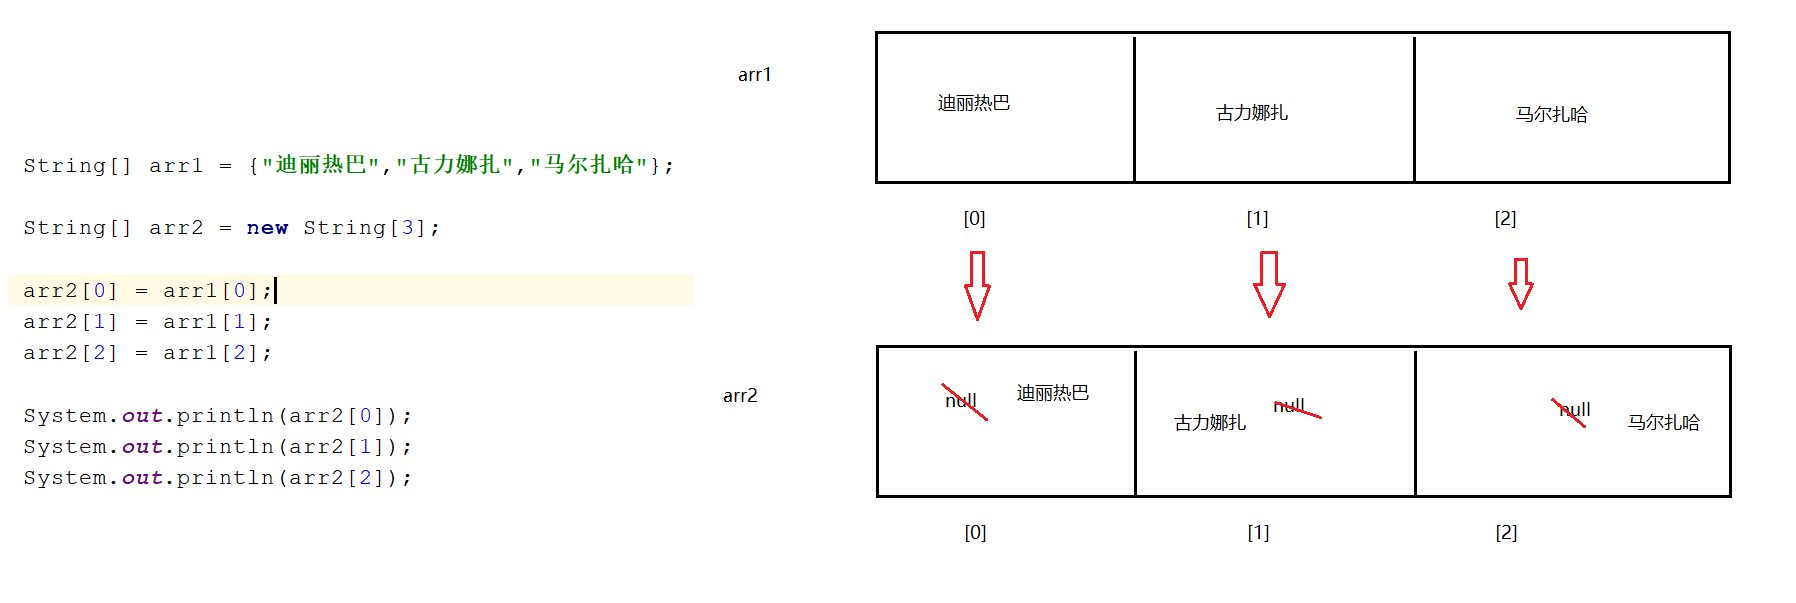 String[] arr1 = {"迪丽热巴","古力娜扎","马尔扎哈"};
String[] arr2 = new String[3];
arr2[0] = arr1[0];
arr2[1] = arr1[1];
arr2[2] = arr1[2];
System.out.println(arr2[0]);
System.out.println(arr2[1]);
System.out.println(arr2[2]);
arr1
迪丽热巴 古力娜扎 马尔扎哈
[0] [1] [2]
arr2
null 迪丽热巴 古力娜扎 null null 马尔扎哈
[0] [1] [2]